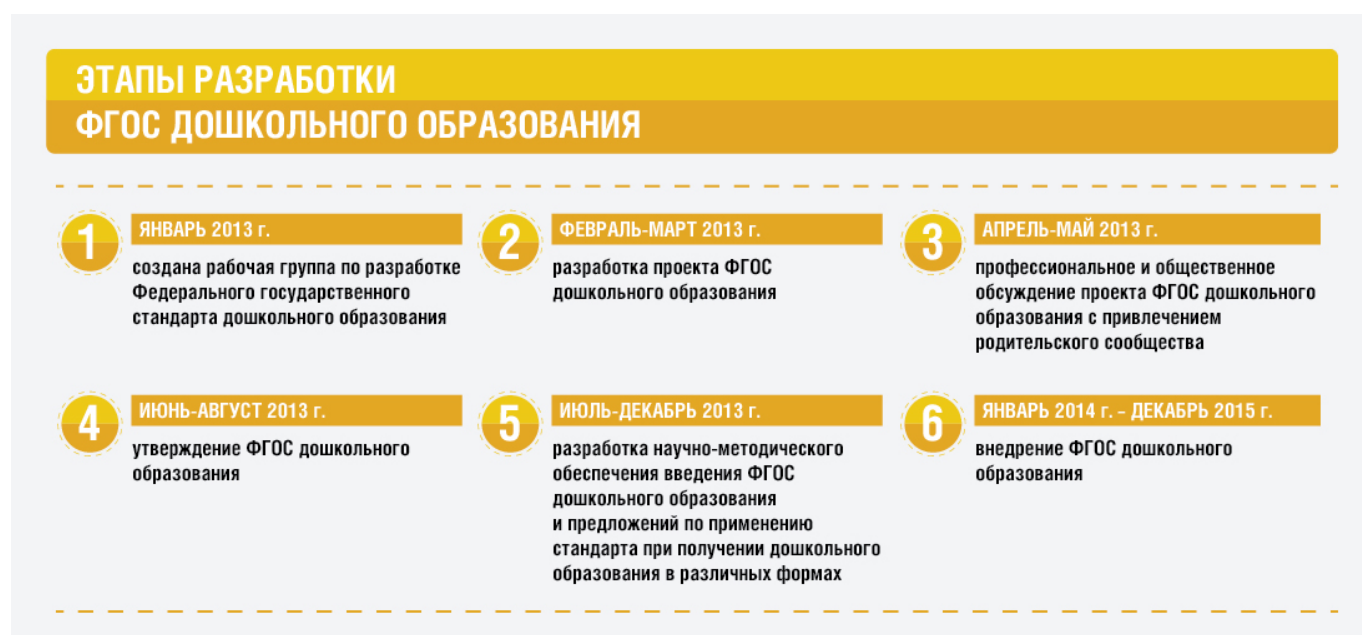 ЭТАПЫ РАЗРАБОТКИ
ФГОС ДОШКОЛЬНОГО ОБРАЗОВАНИЯ
1
ЯНВАРЬ 2013 г.
создана рабочая группа по разработке
Федерального государственного
стандарта дошкольного образования
2
ФЕВРАЛЬ-МАРТ 2013 г.
разработка проекта ФГОС
дошкольного образования
3
АПРЕЛЬ-МАЙ 2013 г.
профессиональное и общественное
обсуждение проекта ФГОС дошкольного
образования с привлечением
родительского сообщества
4
ИЮНЬ-АВГУСТ 2013 г.
утверждение ФГОС дошкольного
образования
5
ИЮЛЬ-ДЕКАБРЬ 2013 г.
разработка научно-методического
обеспечения введения ФГОС
дошкольного образования
и предложений по применению
стандарта при получении дошкольного
образования в различных формах
6
ЯНВАРЬ 2014 г. - ДЕКАБРЬ 2015 г.
внедрение ФГОС дошкольного
образования